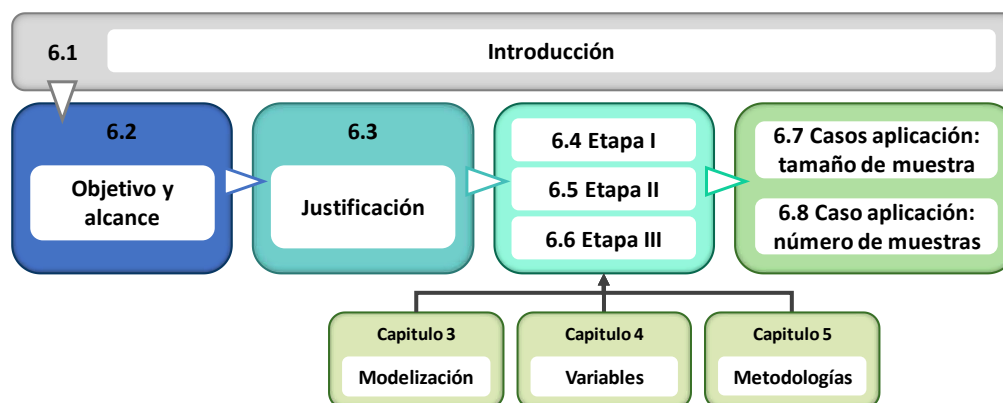 6.1
Introducción
6.2
Objetivo y
alcance
6.3
Justificación
6.4 Etapa I
6.5 Etapa II
6.6 Etapa III
6.7 Casos aplicación:
tamaño de muestra
6.8 Caso aplicación:
número de muestras
Capitulo 3
Modelización
Capitulo 4
Variables
Capitulo 5
Metodologías